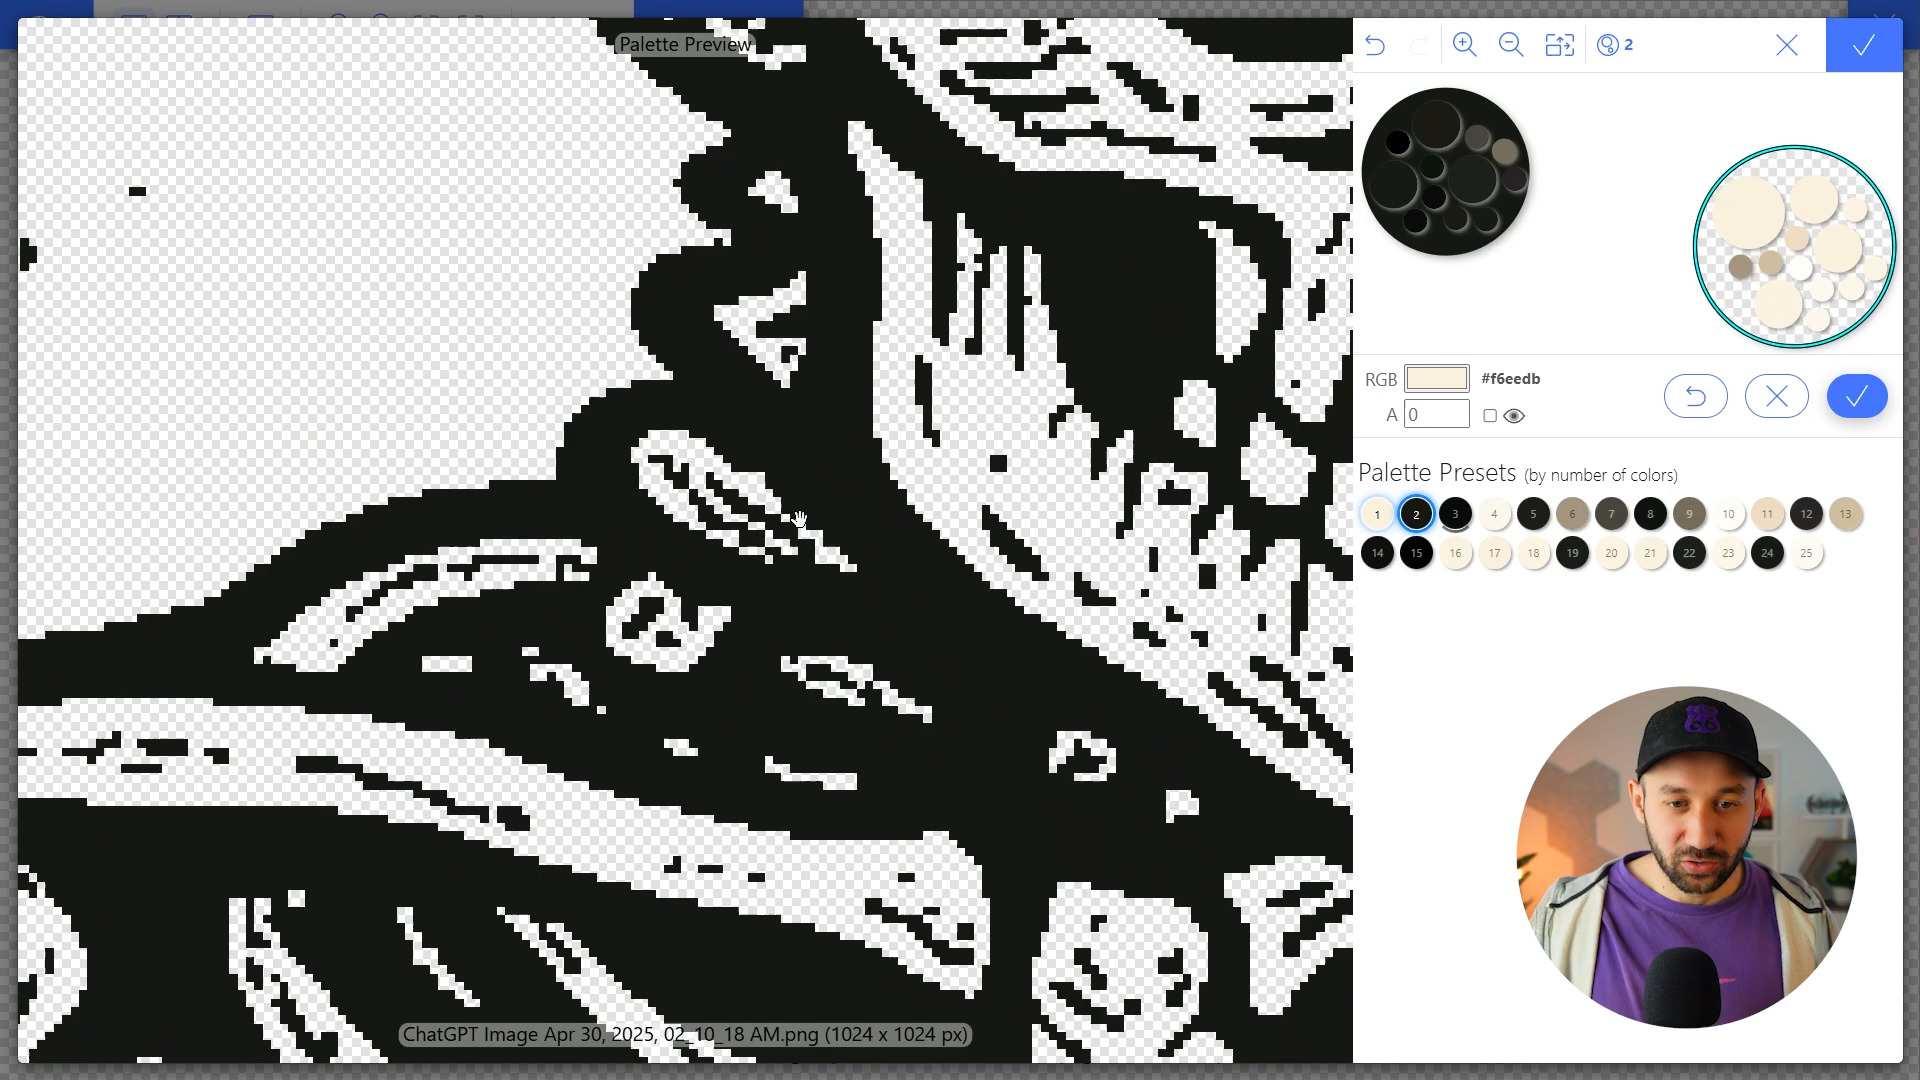 Palette Preview
2
RGB
#f6eedb
A
0
Palette Presets (by number of colors)
1 2 3 4 5 6 7 8 9 10 11 12 13
14 15 16 17 18 19 20 21 22 23 24 25
66
ChatGPT Image Apr 30, 2025, 02_10_18 AM.png (1024 x 1024 px)